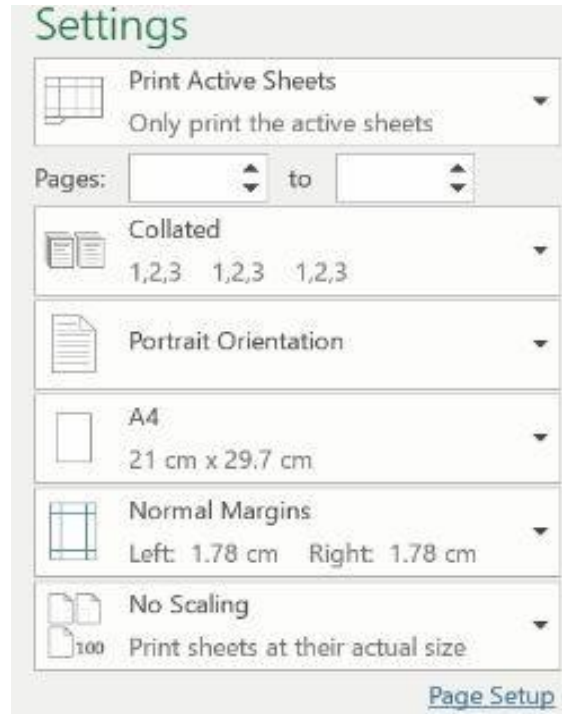 Settings
Print Active Sheets
Only print the active sheets
Pages: to
Collated
1,2,3 1,2,3 1,2,3
Portrait Orientation
A4
21 cm x 29.7 cm
Normal Margins
Left: 1.78 cm Right: 1.78 cm
No Scaling
100 Print sheets at their actual size
Page Setup